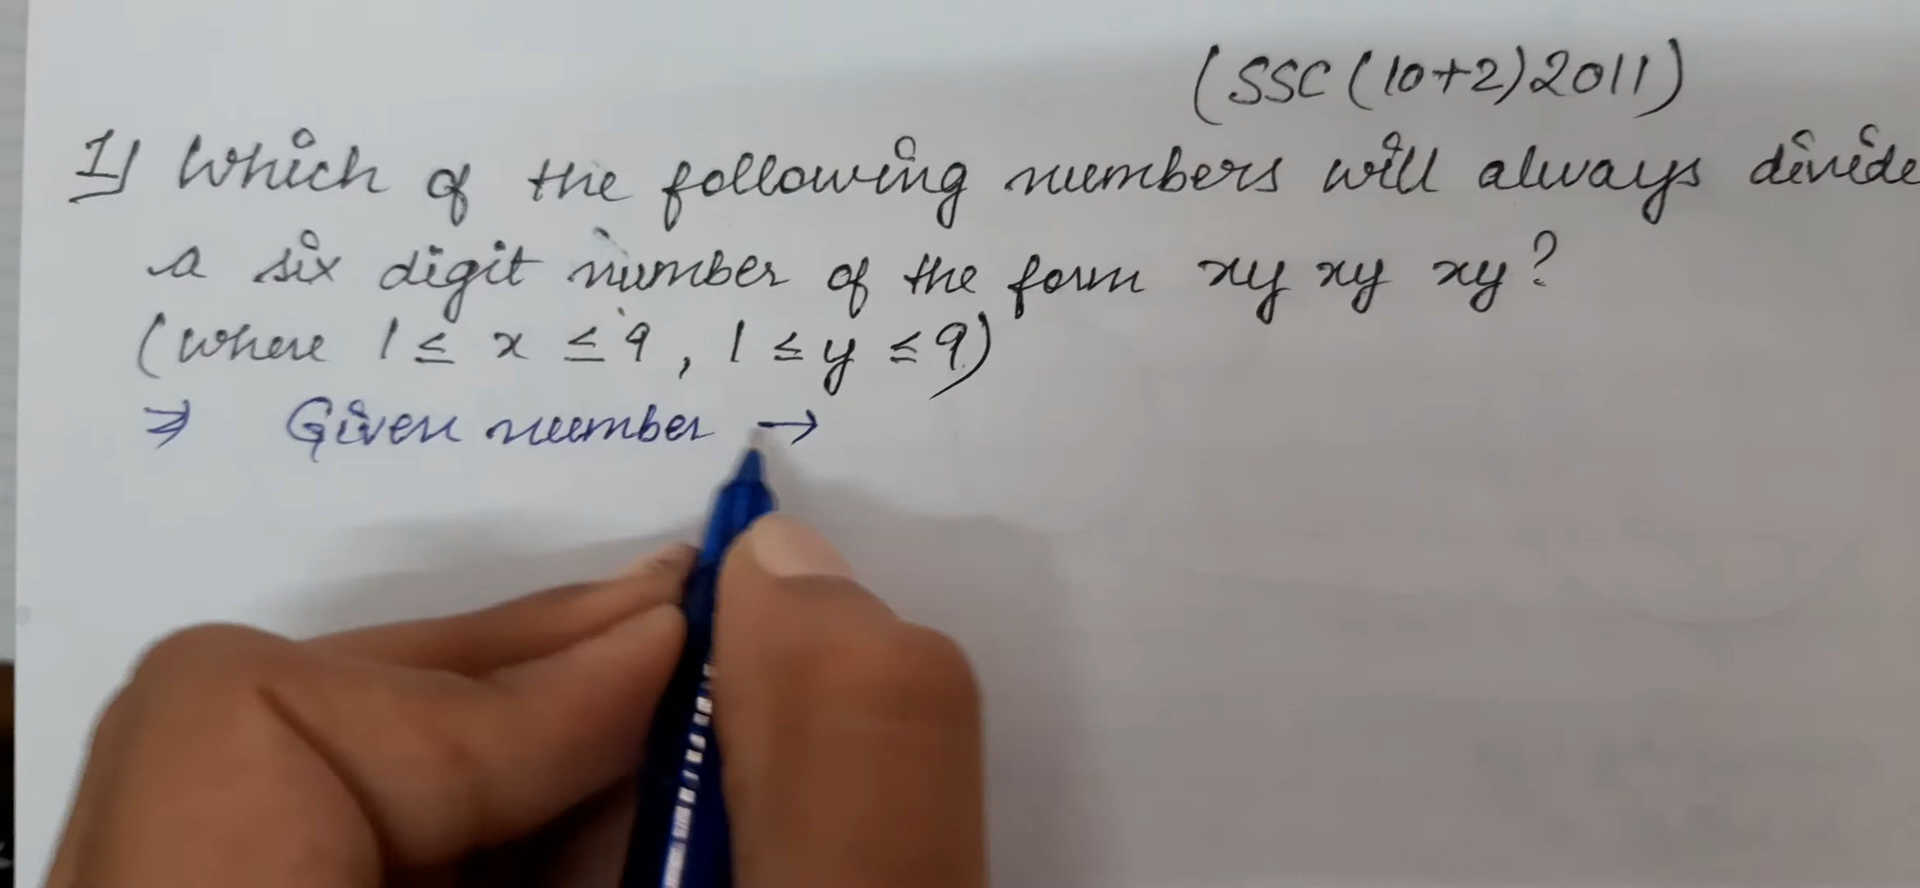 (SSC (10+2) 2011)
1) Which of the following numbers will always divide
a six digit number of the form xy xy xy?
(Where 1 ≤ x ≤ 9, 1 ≤ y ≤ 9)
⇒ Given number →